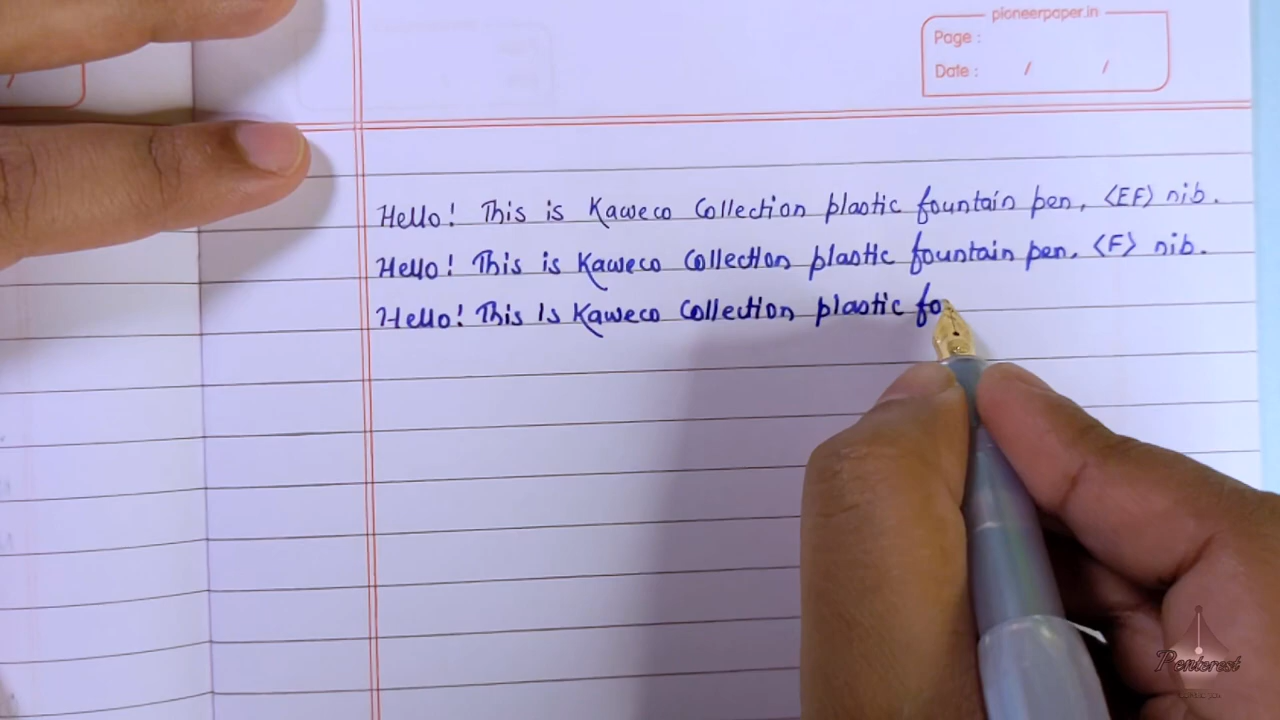 pioneerpaper.in
Page :
Date : / /
Hello! This is Kaweco Collection plastic fountain pen, <EF> nib.
Hello! This is Kaweco Collection plastic fountain pen, <F> nib.
Hello! This is Kaweco Collection plastic fo
Penterest